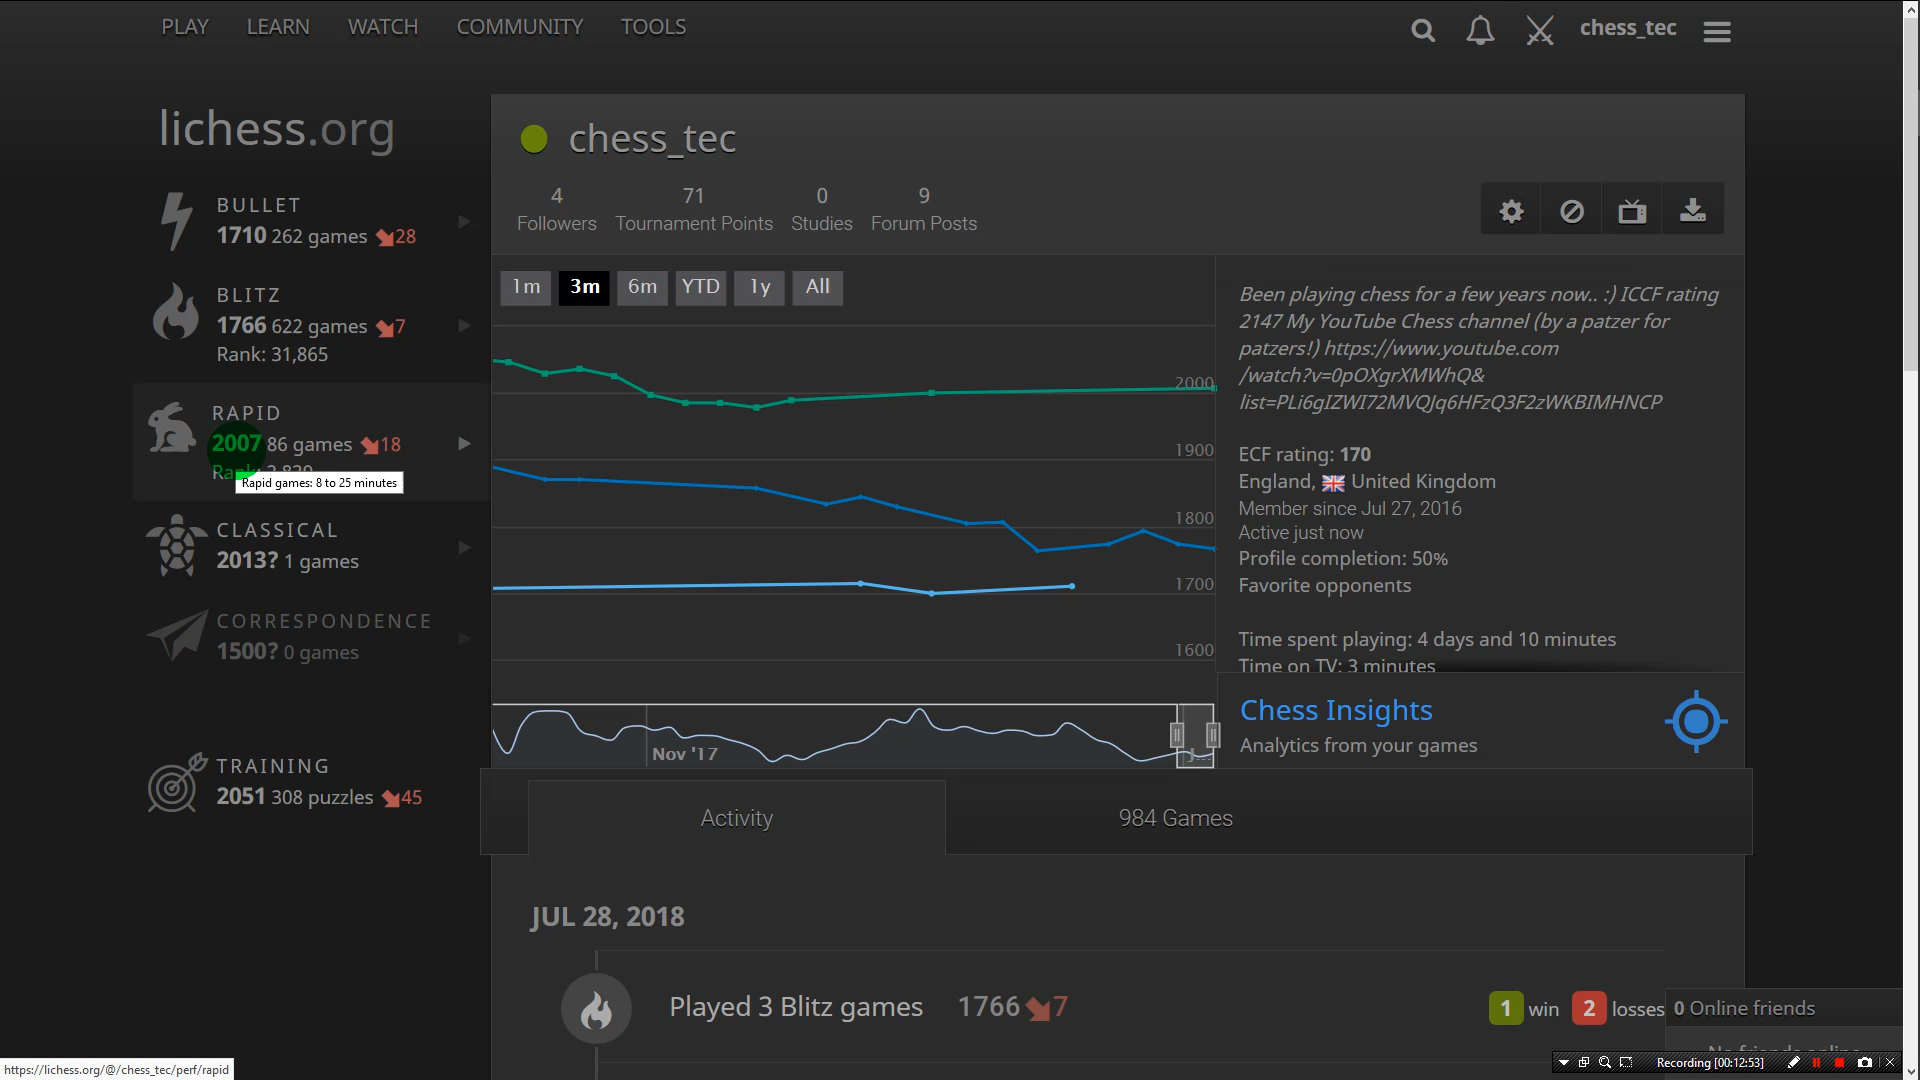 PLAY LEARN WATCH COMMUNITY TOOLS
chess_tec
lichess.org
BULLET
1710 262 games 28
BLITZ
1766 622 games 7
Rank: 31,865
RAPID
2007 86 games 18
Rapid games: 8 to 25 minutes
CLASSICAL
2013? 1 games
CORRESPONDENCE
1500? 0 games
TRAINING
2051 308 puzzles 45
chess_tec
4 71 0 9
Followers Tournament Points Studies Forum Posts
1m 3m 6m YTD 1y All
2000
1900
1800
1700
1600
Nov '17
Been playing chess for a few years now.. :) ICCF rating
2147 My YouTube Chess channel (by a patzer for
patzers!) https://www.youtube.com
/watch?v=0pOXgrXMWhQ&
list=PLi6gIZWI72MVQJq6HFzQ3F2zWKBIMHNCP
ECF rating: 170
England, United Kingdom
Member since Jul 27, 2016
Active just now
Profile completion: 50%
Favorite opponents
Time spent playing: 4 days and 10 minutes
Time on TV: 3 minutes
Chess Insights
Analytics from your games
Activity 984 Games
JUL 28, 2018
Played 3 Blitz games 1766 7 1 win 2 losses
0 Online friends
Recording [00:12:53]
https://lichess.org/@/chess_tec/perf/rapid